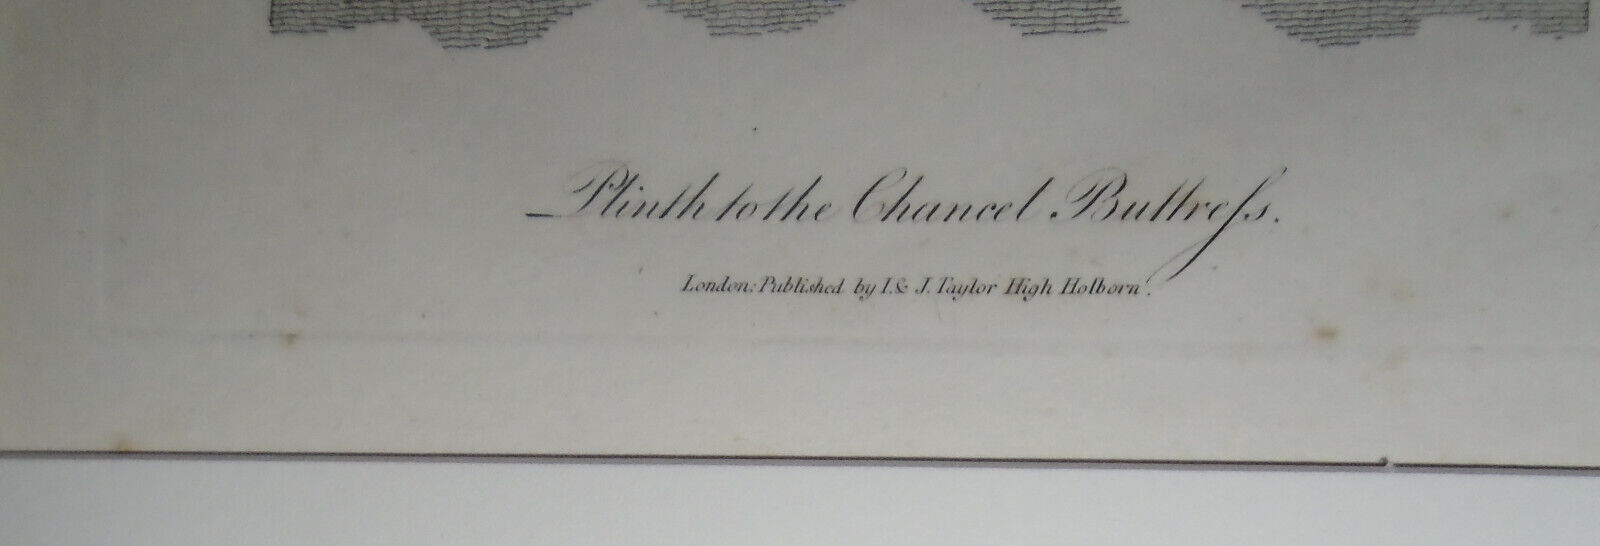 Plinth to the Chancel Buttreſs.
London: Published by I. & J. Taylor High Holborn.